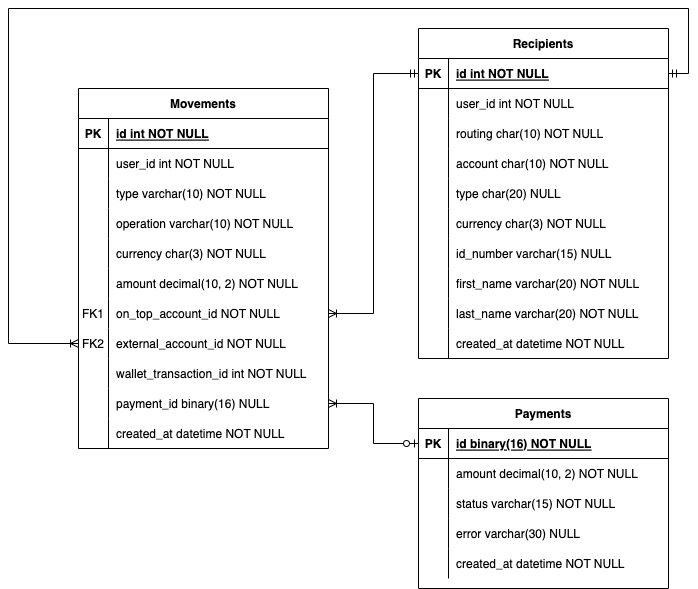 Recipients
PK id int NOT NULL
user_id int NOT NULL
routing char(10) NOT NULL
account char(10) NOT NULL
type char(20) NULL
currency char(3) NOT NULL
id_number varchar(15) NULL
first_name varchar(20) NOT NULL
last_name varchar(20) NOT NULL
created_at datetime NOT NULL
Movements
PK id int NOT NULL
user_id int NOT NULL
type varchar(10) NOT NULL
operation varchar(10) NOT NULL
currency char(3) NOT NULL
amount decimal(10, 2) NOT NULL
FK1 on_top_account_id NOT NULL
FK2 external_account_id NOT NULL
wallet_transaction_id int NOT NULL
payment_id binary(16) NULL
created_at datetime NOT NULL
Payments
PK id binary(16) NOT NULL
amount decimal(10, 2) NOT NULL
status varchar(15) NOT NULL
error varchar(30) NULL
created_at datetime NOT NULL